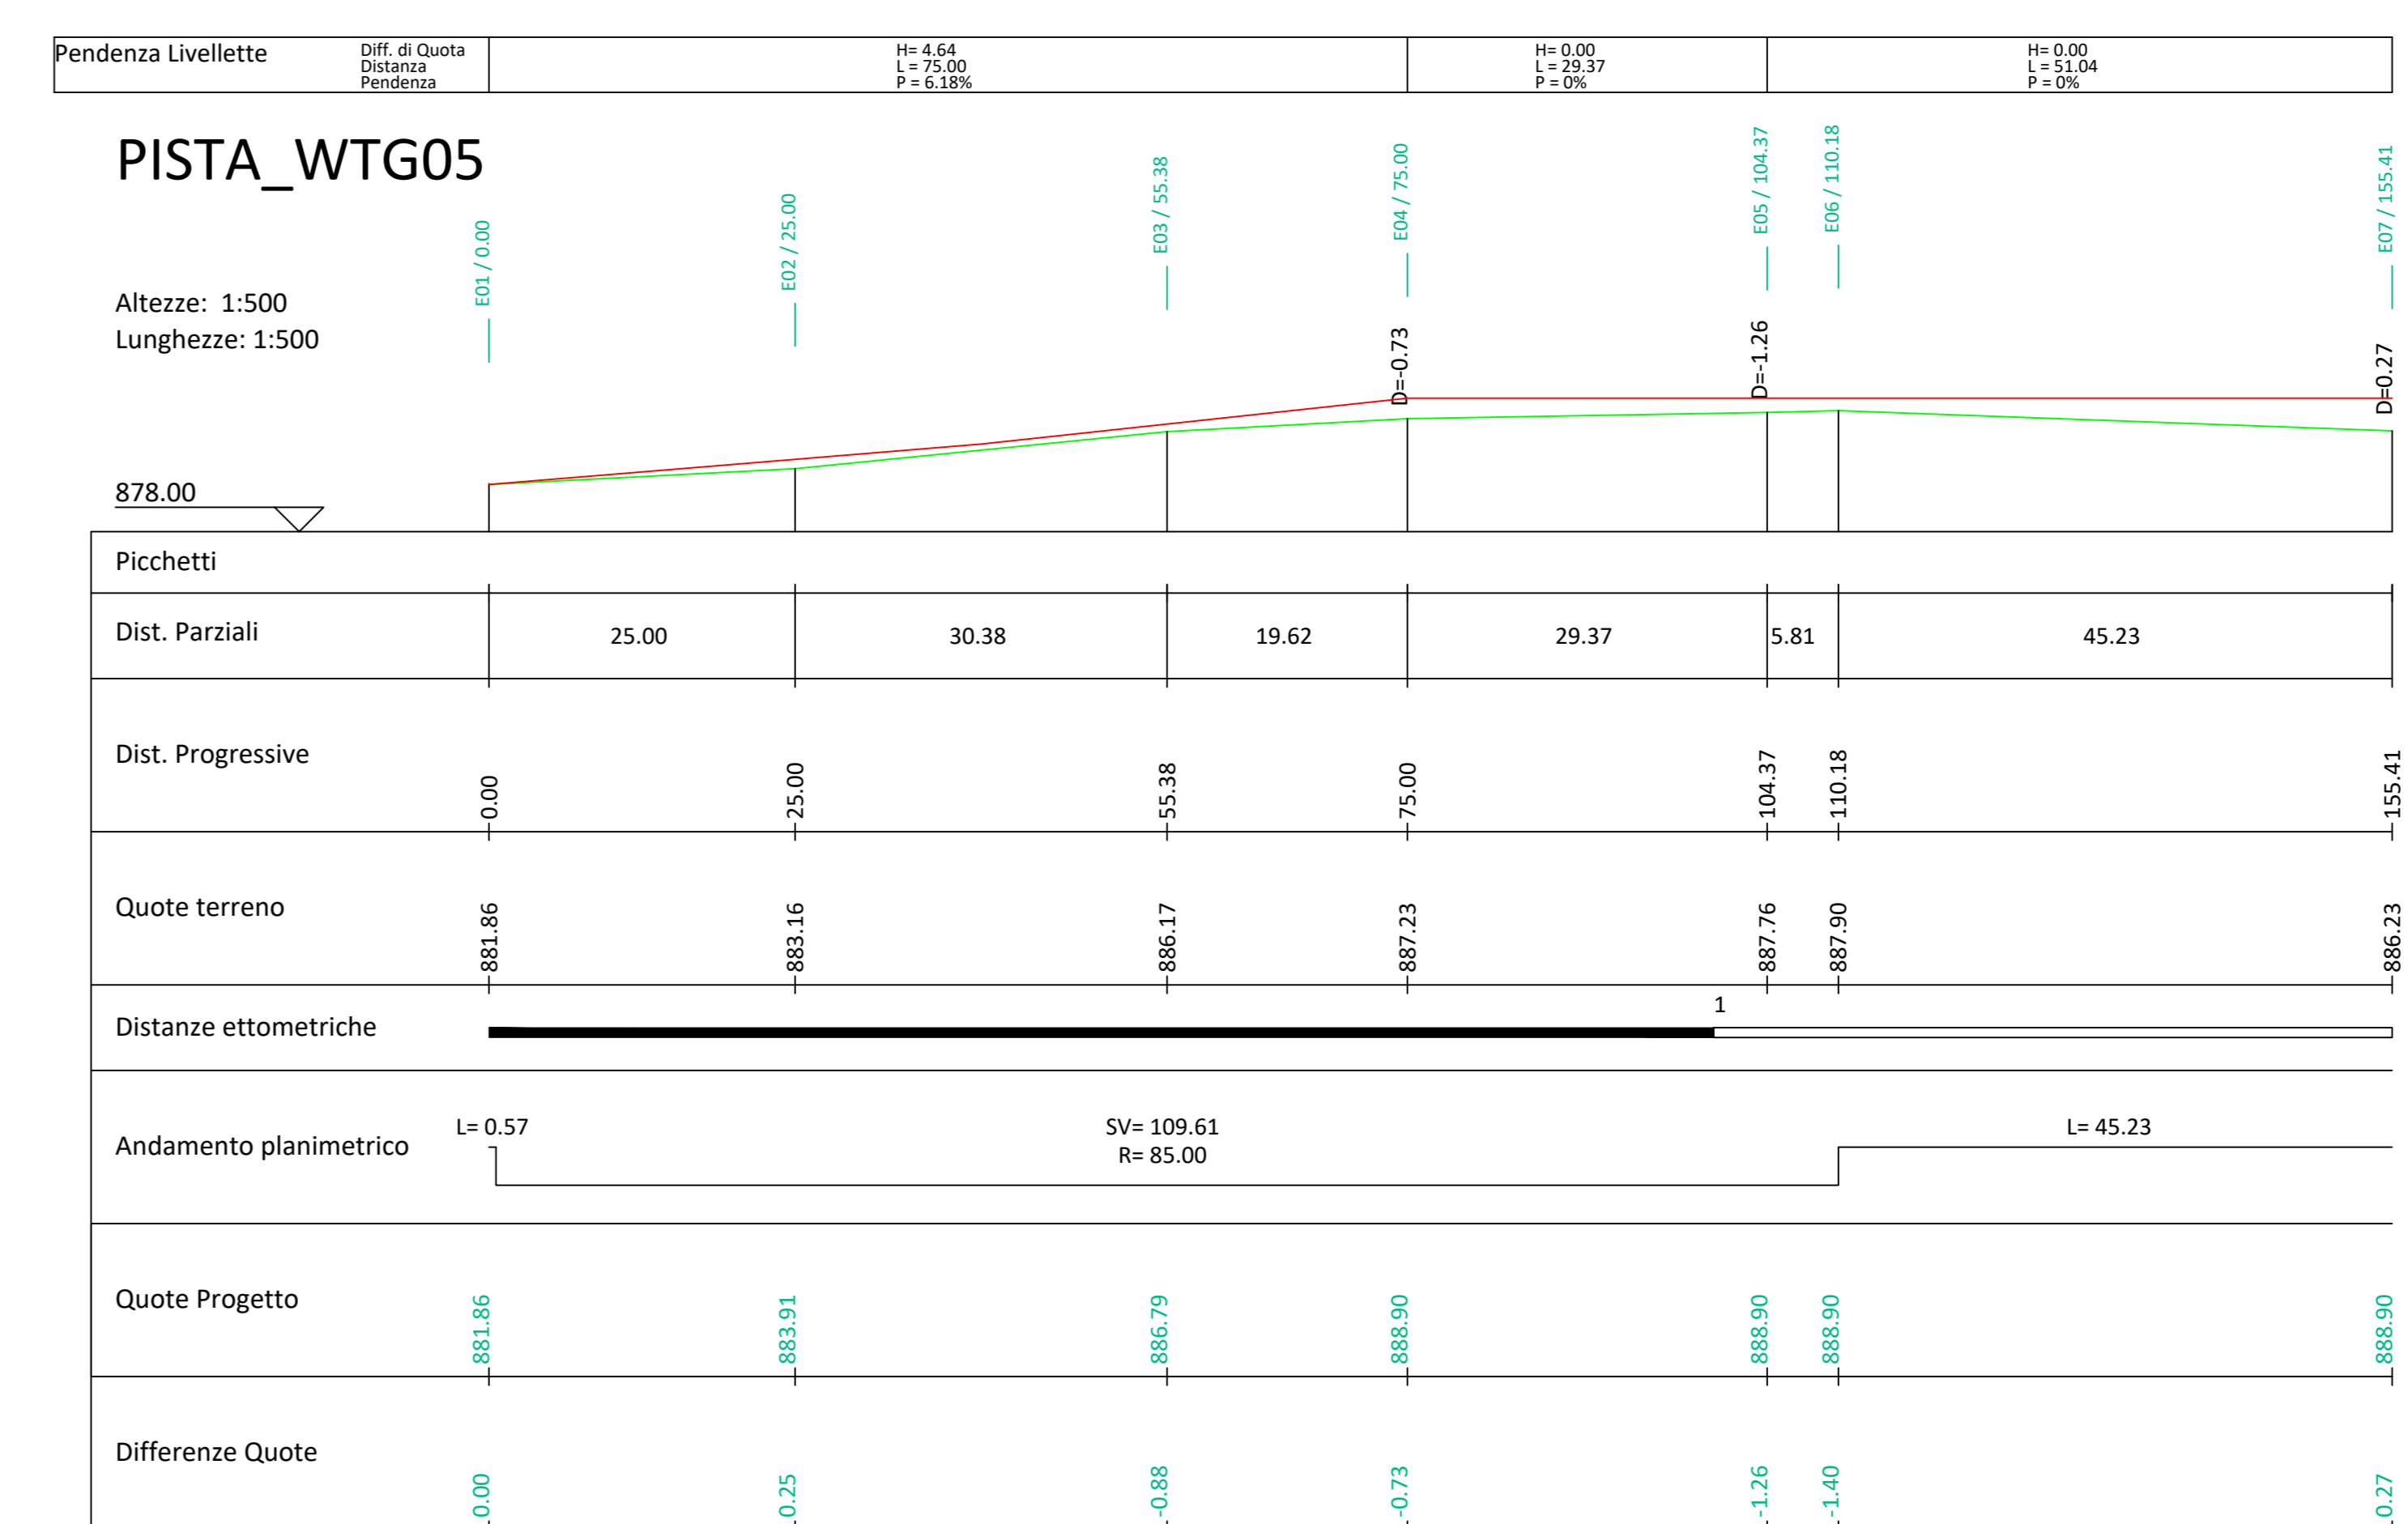 Pendenza Livellette
Diff. di Quota
Distanza
Pendenza
H= 4.64
L = 75.00
P = 6.18%
H= 0.00
L = 29.37
P = 0%
H= 0.00
L = 51.04
P = 0%
PISTA_WTG05
E01 / 0.00
E02 / 25.00
E03 / 55.38
E04 / 75.00
E05 / 104.37
E06 / 110.18
E07 / 155.41
Altezze: 1:500
Lunghezze: 1:500
D=-0.73
D=-1.26
D=0.27
878.00
Picchetti
Dist. Parziali
25.00
30.38
19.62
29.37
5.81
45.23
Dist. Progressive
0.00
25.00
55.38
75.00
104.37
110.18
155.41
Quote terreno
881.86
883.16
886.17
887.23
887.76
887.90
886.23
Distanze ettometriche
1
Andamento planimetrico
L= 0.57
SV= 109.61
R= 85.00
L= 45.23
Quote Progetto
881.86
883.91
886.79
888.90
888.90
888.90
888.90
Differenze Quote
0.00
0.25
-0.88
-0.73
-1.26
-1.40
0.27